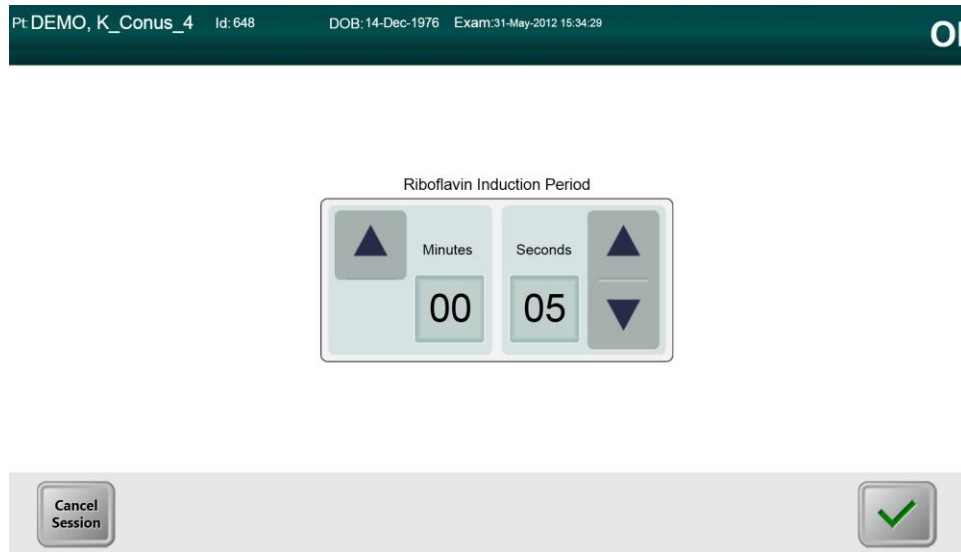 Pt: DEMO, K_Conus_4 Id: 648 DOB: 14-Dec-1976 Exam:31-May-2012 15:34:29
Riboflavin Induction Period
Minutes Seconds
00 05
Cancel
Session